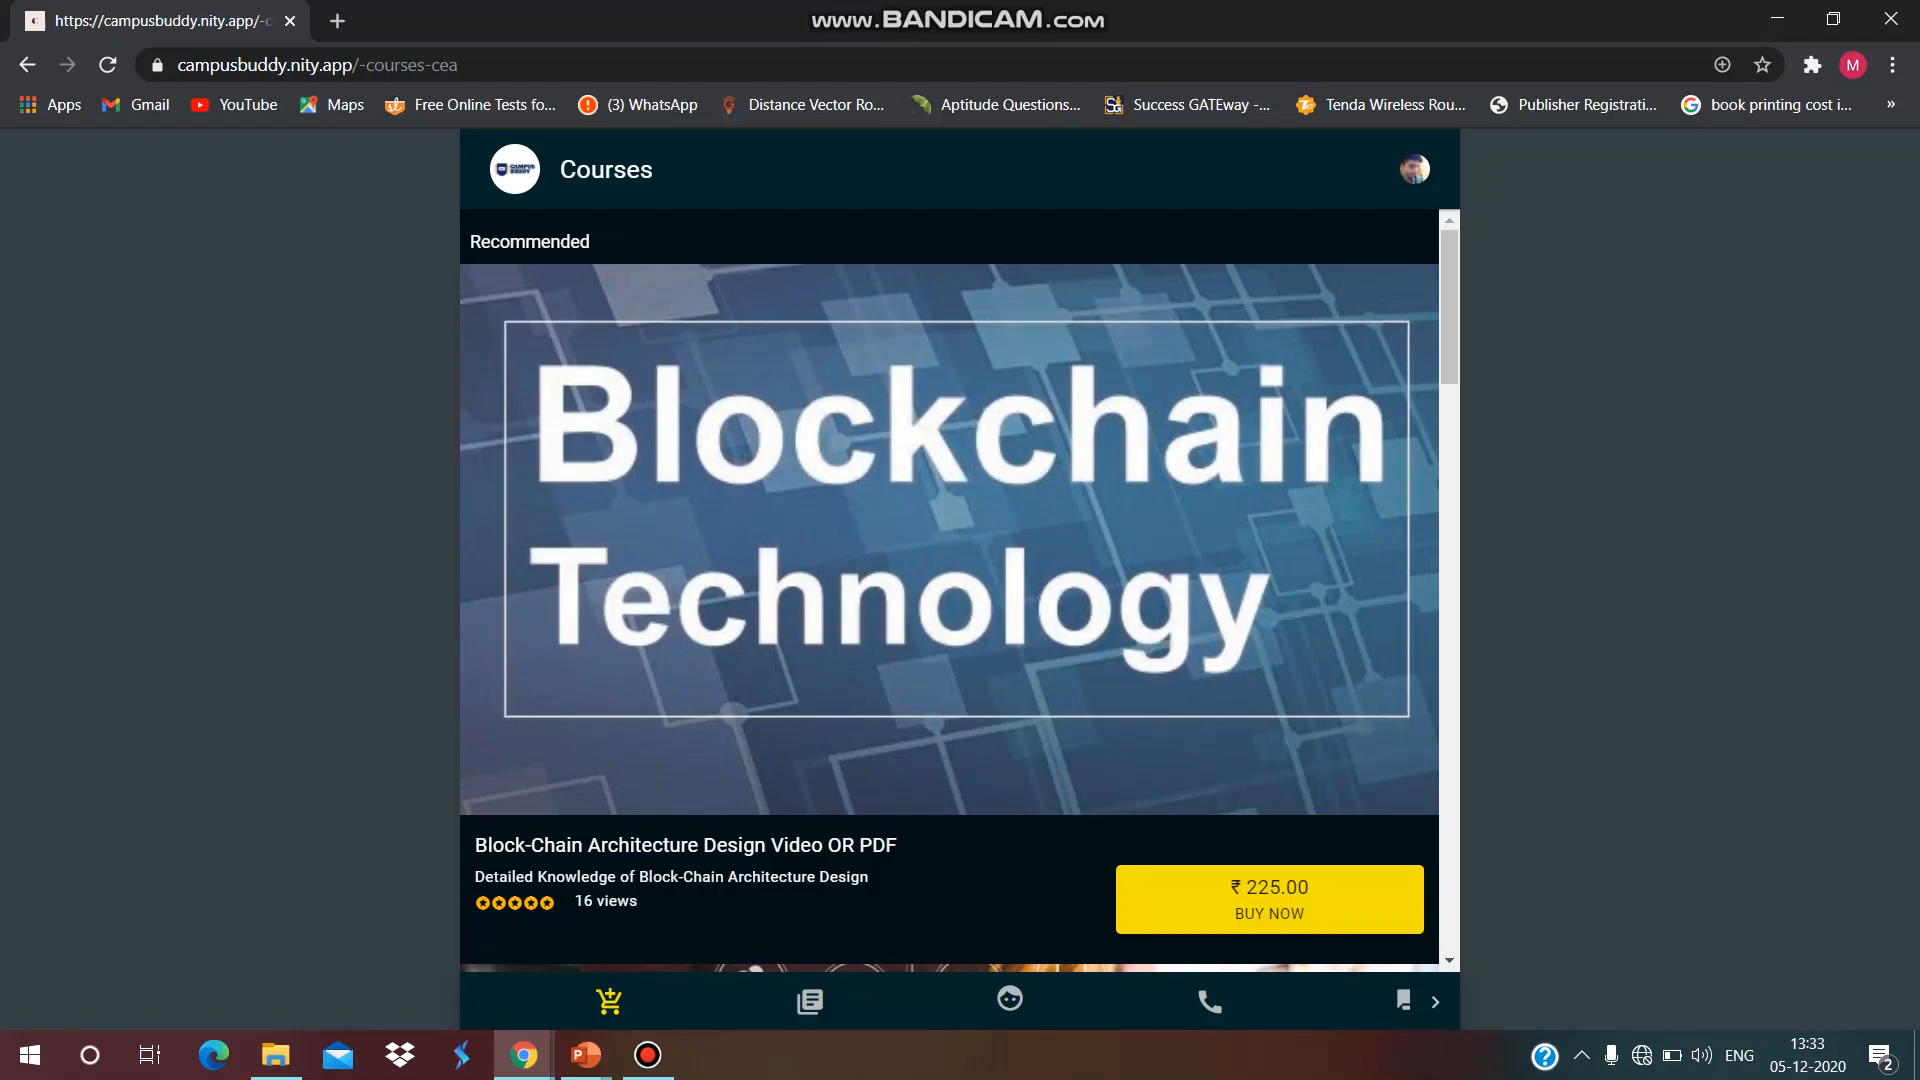 https://campusbuddy.nity.app/-c
www.BANDICAM.com
campusbuddy.nity.app/-courses-cea
M
Apps
Gmail
YouTube
Maps
Free Online Tests fo...
(3) WhatsApp
Distance Vector Ro...
Aptitude Questions...
Success GATEway -...
Tenda Wireless Rou...
Publisher Registrati...
book printing cost i...
»
CAMPUS BUDDY
Courses
Recommended
Blockchain
Technology
Block-Chain Architecture Design Video OR PDF
Detailed Knowledge of Block-Chain Architecture Design
16 views
₹ 225.00
BUY NOW
ENG
13:33
05-12-2020
2